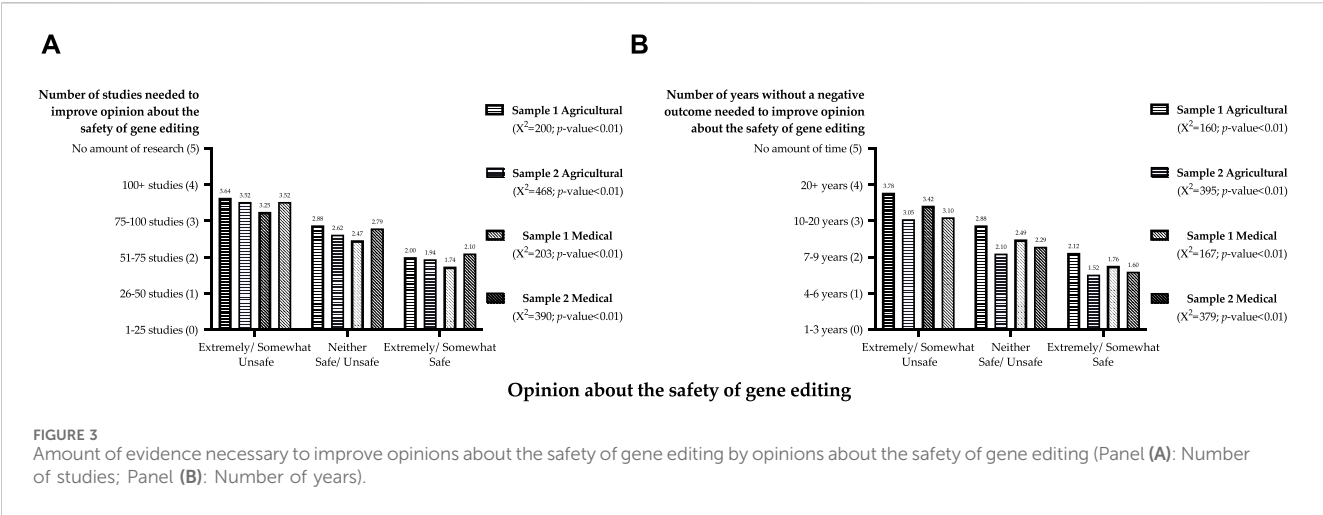 A
Number of studies needed to
improve opinion about the
safety of gene editing
No amount of research (5)
100+ studies (4)
75-100 studies (3)
51-75 studies (2)
26-50 studies (1)
1-25 studies (0)
3.64 3.52 3.25 3.52
2.88 2.62 2.47 2.79
2.00 1.94 1.74 2.10
Extremely/ Somewhat
Unsafe
Neither
Safe/ Unsafe
Extremely/ Somewhat
Safe
Sample 1 Agricultural
(X²=200; p-value<0.01)
Sample 2 Agricultural
(X²=468; p-value<0.01)
Sample 1 Medical
(X²=203; p-value<0.01)
Sample 2 Medical
(X²=390; p-value<0.01)
B
Number of years without a negative
outcome needed to improve opinion
about the safety of gene editing
No amount of time (5)
20+ years (4)
10-20 years (3)
7-9 years (2)
4-6 years (1)
1-3 years (0)
3.78 3.05 3.42 3.10
2.88 2.10 2.49 2.29
2.12 1.52 1.76 1.60
Extremely/ Somewhat
Unsafe
Neither
Safe/ Unsafe
Extremely/ Somewhat
Safe
Sample 1 Agricultural
(X²=160; p-value<0.01)
Sample 2 Agricultural
(X²=395; p-value<0.01)
Sample 1 Medical
(X²=167; p-value<0.01)
Sample 2 Medical
(X²=379; p-value<0.01)
Opinion about the safety of gene editing
FIGURE 3
Amount of evidence necessary to improve opinions about the safety of gene editing by opinions about the safety of gene editing (Panel (A): Number
of studies; Panel (B): Number of years).